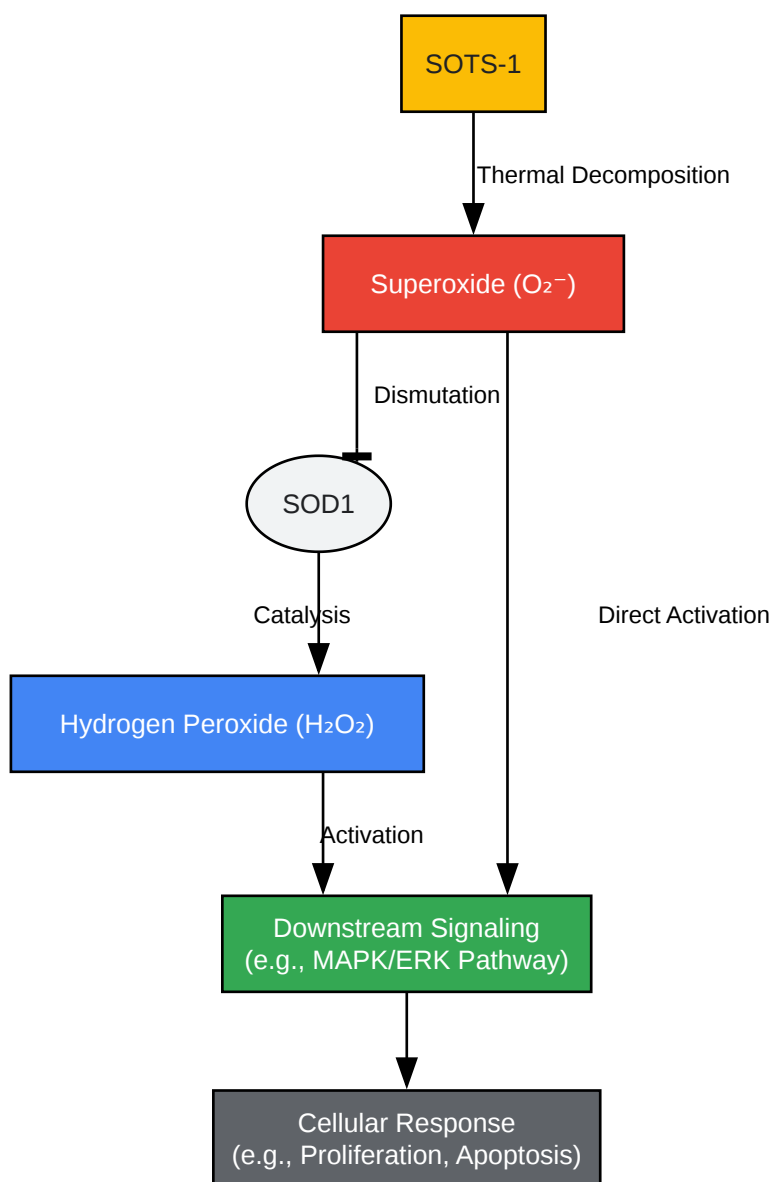 SOTS-1
Thermal Decomposition
Superoxide (O₂⁻)
Dismutation
SOD1
Catalysis
Direct Activation
Hydrogen Peroxide (H₂O₂)
Activation
Downstream Signaling
(e.g., MAPK/ERK Pathway)
Cellular Response
(e.g., Proliferation, Apoptosis)